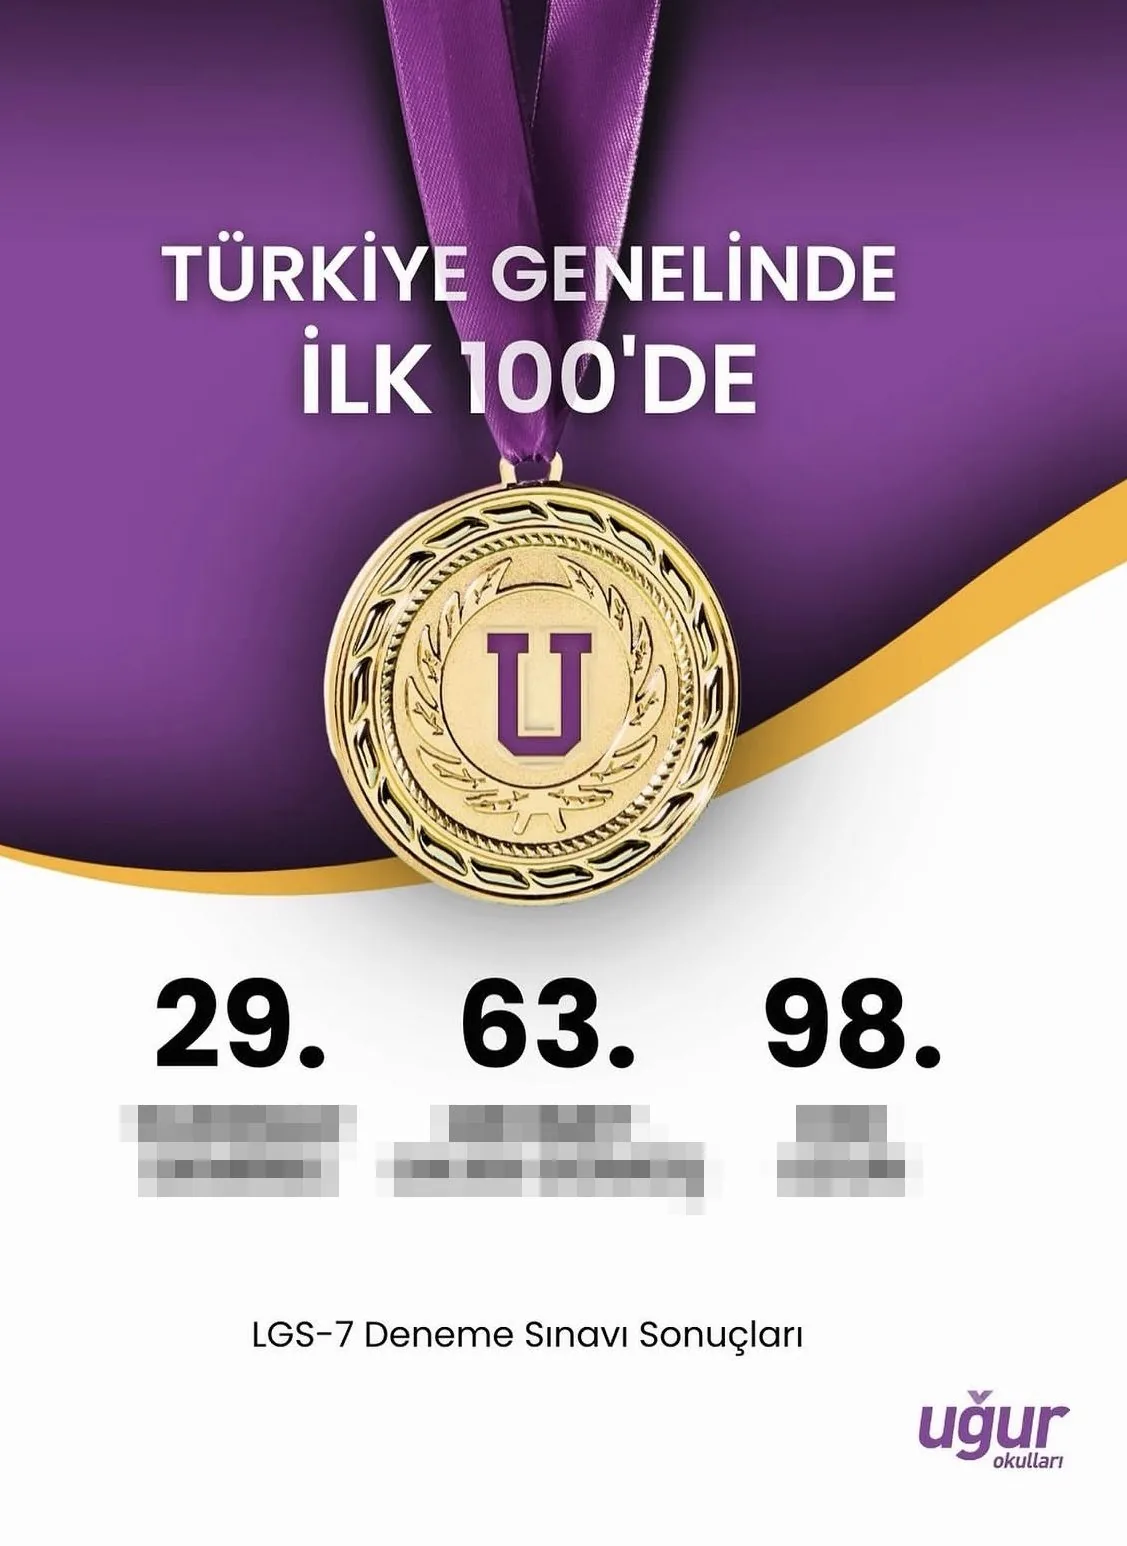 TÜRKİYE GENELİNDE
İLK 100'DE
U
29. 63. 98.
LGS-7 Deneme Sınavı Sonuçları
uğur
okulları